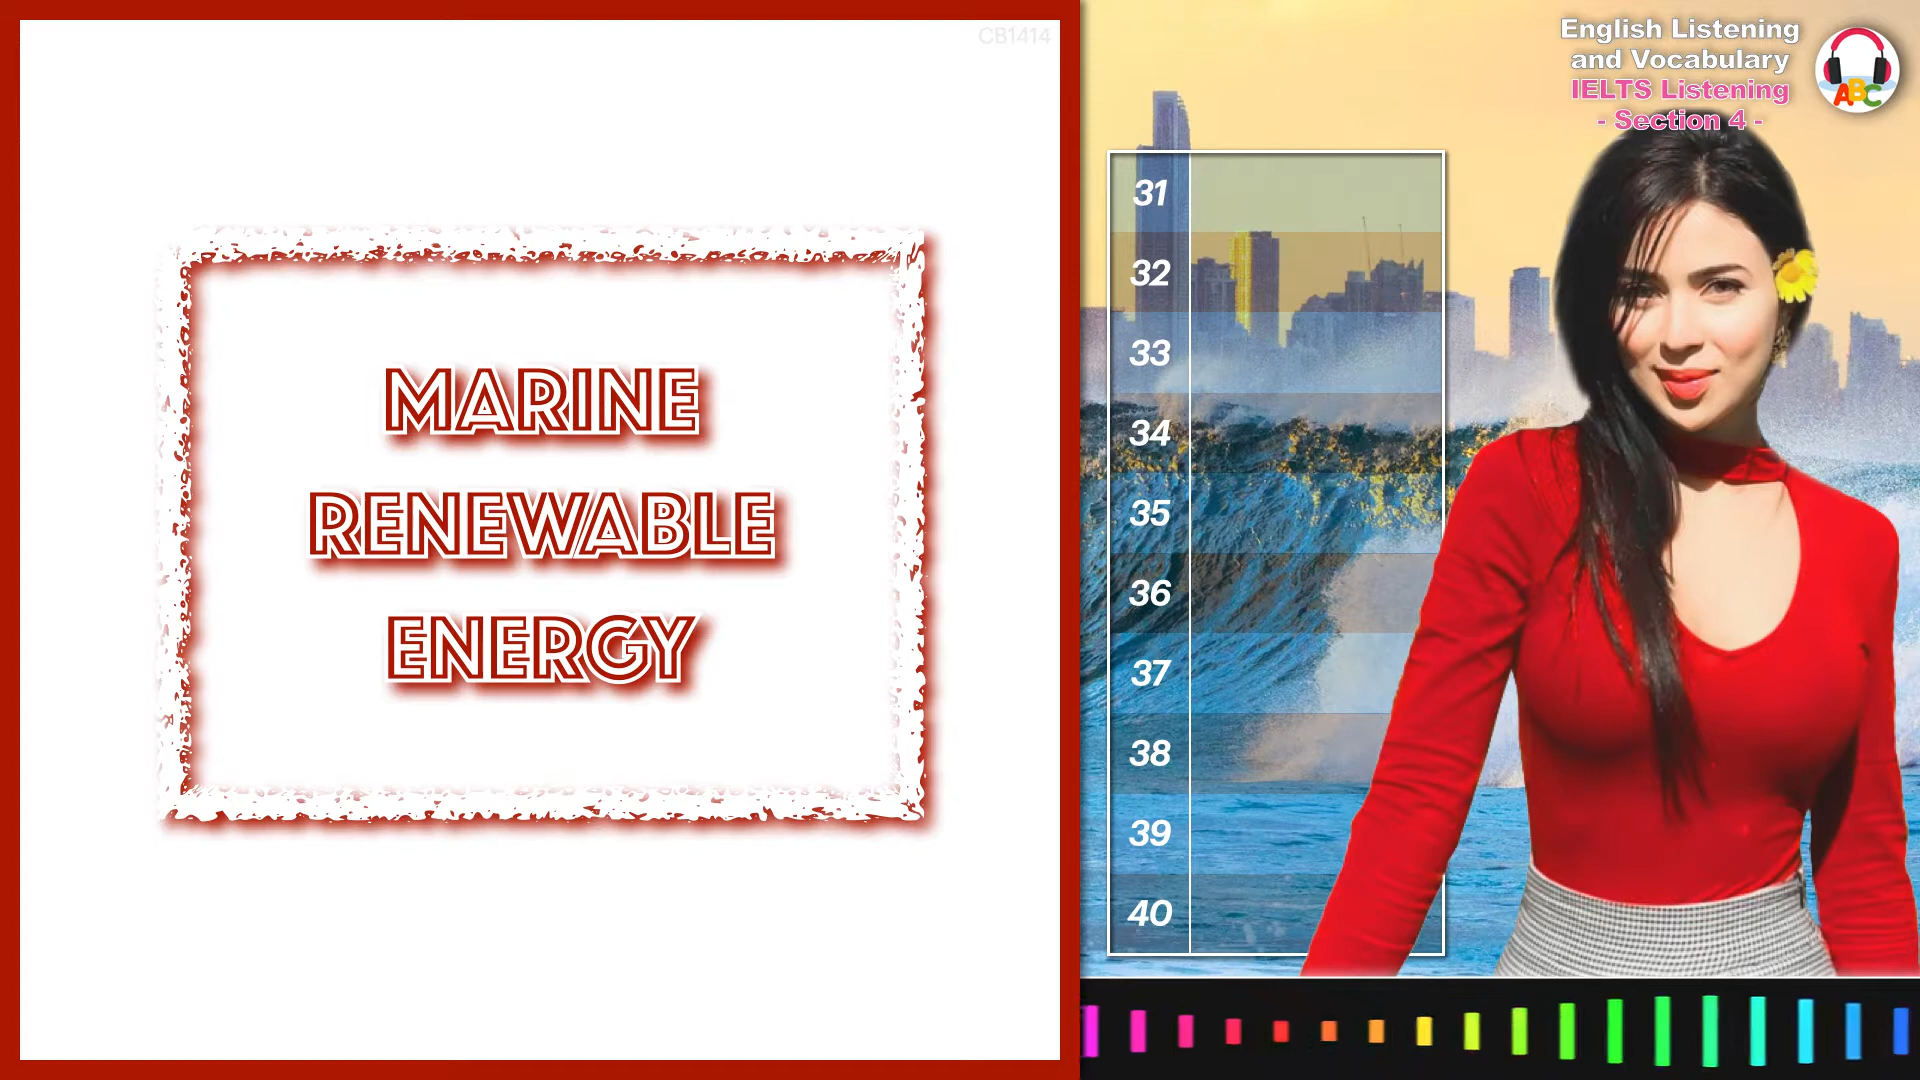 CB1414
MARINE
RENEWABLE
ENERGY
English Listening
and Vocabulary
IELTS Listening
- Section 4 -
ABC
31
32
33
34
35
36
37
38
39
40